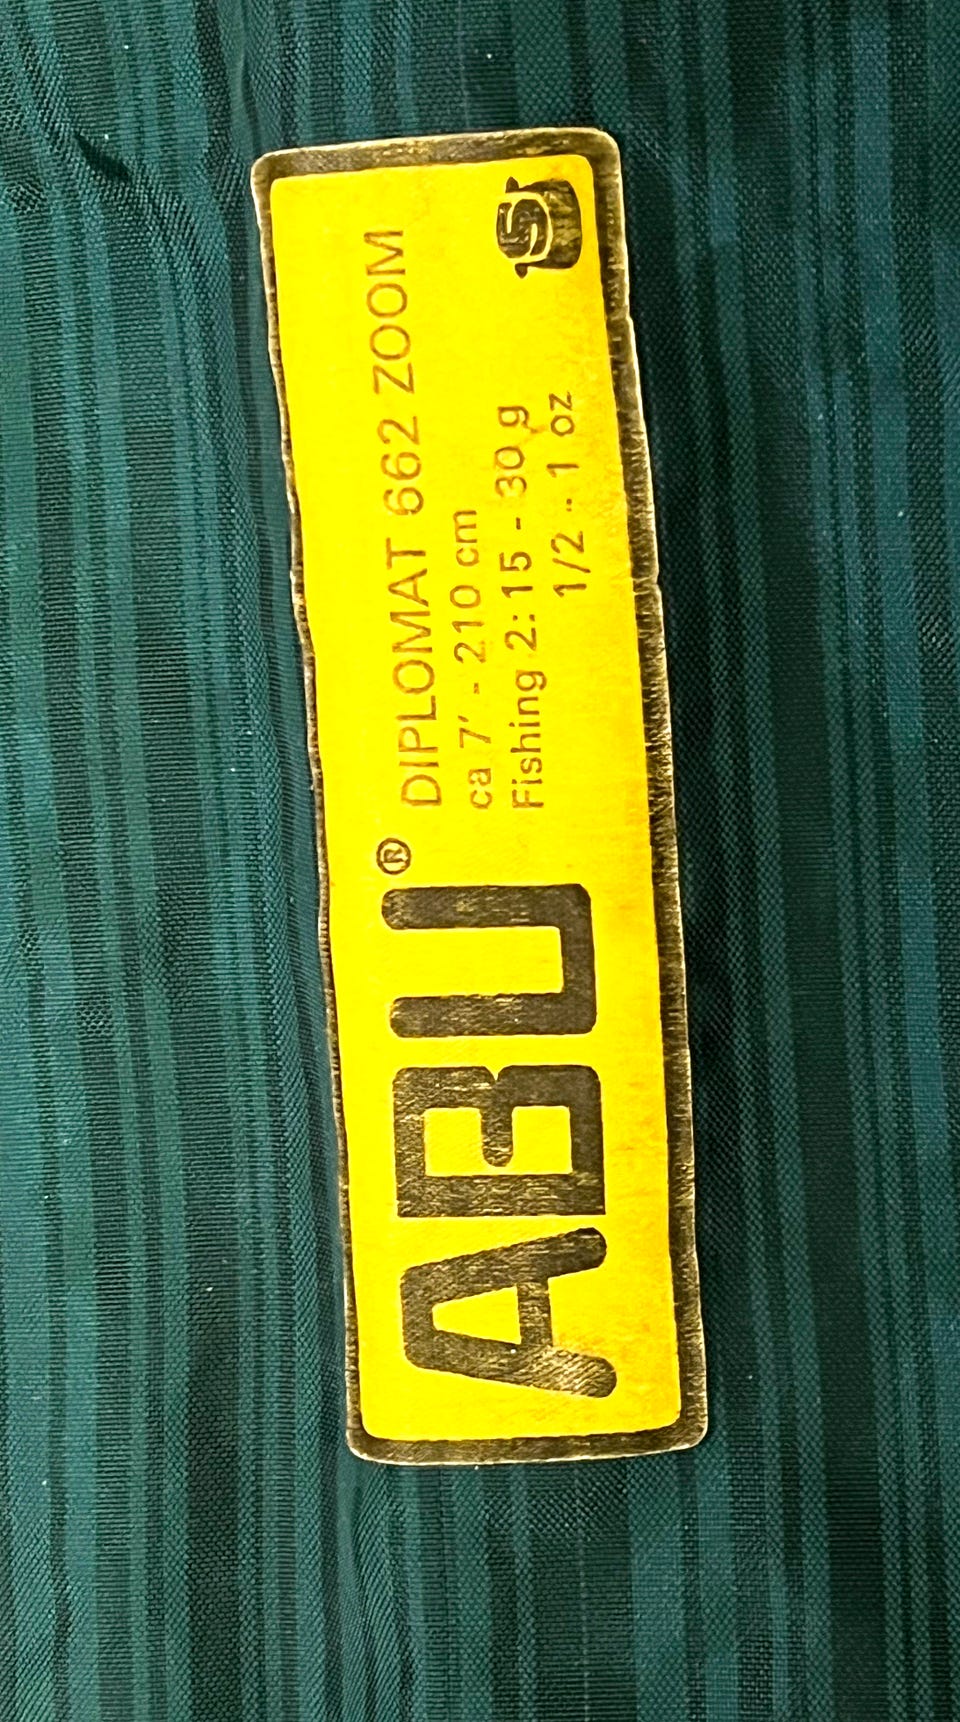 ABU®
DIPLOMAT 662 ZOOM
ca 7' - 210 cm
Fishing 2: 15 - 30 g
1/2 - 1 oz